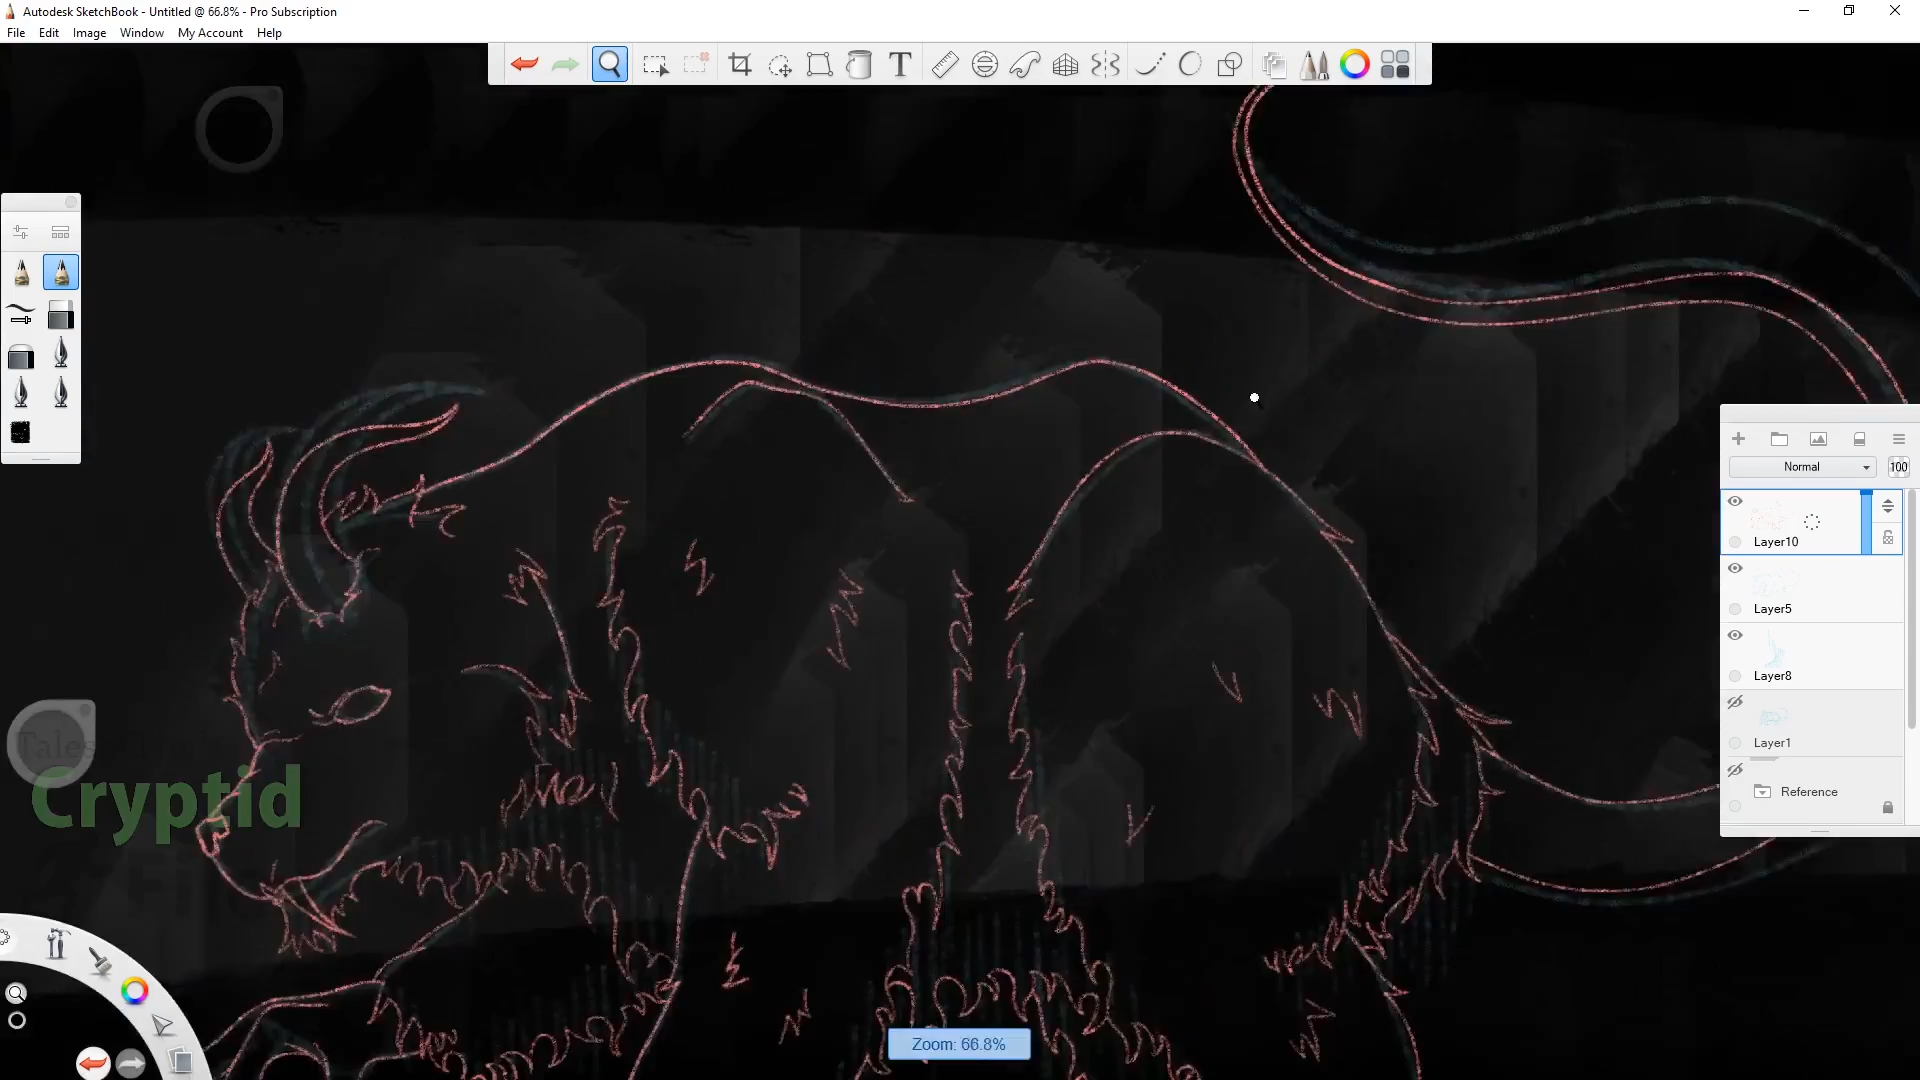 Autodesk SketchBook - Untitled @ 66.8% - Pro Subscription
File Edit Image Window My Account Help
T
Normal 100
Layer10
Layer5
Layer8
Layer1
Reference
Tales
Cryptid
Zoom: 66.8%